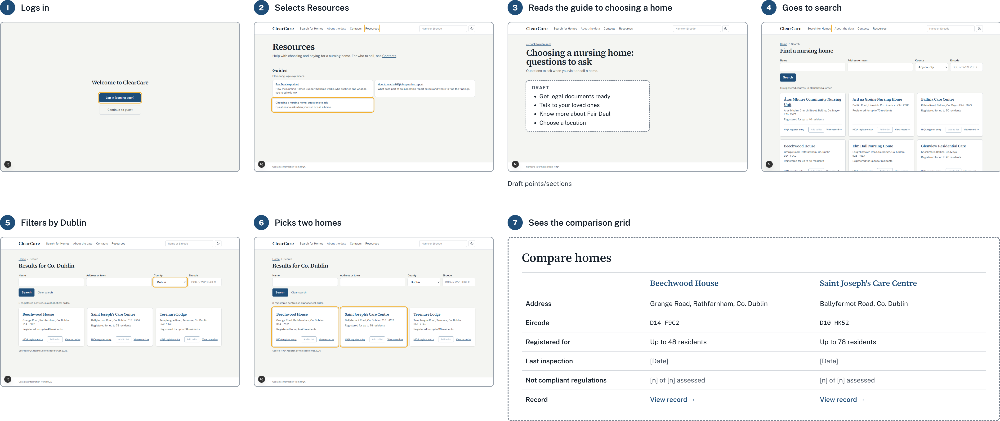 1 Logs in
Welcome to ClearCare
Log in (coming soon)
Continue as guest
N
2 Selects Resources
ClearCare Search for Homes About the data Contacts Resources Name or Eircode
Resources
Help with choosing and paying for a nursing home. For who to call, see Contacts.
Guides
Plain-language explainers.
Fair Deal explained
How the Nursing Homes Support Scheme works, who qualifies and what do
you need to know.
How to read a HIQA inspection report
What each part of an inspection report covers and where to find the findings.
Choosing a nursing home: questions to ask
Questions to ask when you visit or call a home.
N
Contains information from HIQA
3 Reads the guide to choosing a home
ClearCare Search for Homes About the data Contacts Resources Name or Eircode
← Back to resources
Choosing a nursing home:
questions to ask
Questions to ask when you visit or call a home.
DRAFT
• Get legal documents ready
• Talk to your loved ones
• Know more about Fair Deal
• Choose a location
N
Contains information from HIQA
Draft points/sections
4 Goes to search
ClearCare Search for Homes About the data Contacts Resources Name or Eircode
Home / Search
Find a nursing home
Name Address or town County Eircode
Any county D06 or W23 P6EX
Search
14 registered centres, in alphabetical order.
Áras Mhuire Community Nursing
Unit
Áras Mhuire, Church Street, Ballina, Co. Mayo ·
F26 X2P1
Registered for up to 40 residents
HIQA register entry Add to list View record →
Ard na Gréine Nursing Home
Dublin Road, Limerick, Co. Limerick · V94 C3H8
Registered for up to 70 residents
HIQA register entry Add to list View record →
Ballina Care Centre
Killala Road, Ballina, Co. Mayo · F26 P8N3
Registered for up to 50 residents
HIQA register entry Add to list View record →
Beechwood House
Grange Road, Rathfarnham, Co. Dublin ·
D14 F9C2
Registered for up to 48 residents
HIQA register entry Add to list View record →
Elm Hall Nursing Home
Loughlinstown Road, Celbridge, Co. Kildare ·
W23 P6EX
Registered for up to 62 residents
HIQA register entry Add to list View record →
Glenview Residential Care
Knockmore, Ballina, Co. Mayo
Registered for up to 28 residents
HIQA register entry Add to list View record →
N
5 Filters by Dublin
ClearCare Search for Homes About the data Contacts Resources Name or Eircode
Home / Search
Results for Co. Dublin
Name Address or town County Eircode
Dublin D06 or W23 P6EX
Search Clear search
3 registered centres, in alphabetical order.
Beechwood House
Grange Road, Rathfarnham, Co. Dublin ·
D14 F9C2
Registered for up to 48 residents
HIQA register entry Add to list View record →
Saint Joseph's Care Centre
Ballyfermot Road, Co. Dublin · D10 HK52
Registered for up to 78 residents
HIQA register entry Add to list View record →
Terenure Lodge
Templeogue Road, Terenure, Co. Dublin ·
D6W YT45
Registered for up to 36 residents
HIQA register entry Add to list View record →
Source: HIQA register, downloaded 5 Oct 2026.
N
Contains information from HIQA
6 Picks two homes
ClearCare Search for Homes About the data Contacts Resources Name or Eircode
Home / Search
Results for Co. Dublin
Name Address or town County Eircode
Dublin D06 or W23 P6EX
Search Clear search
3 registered centres, in alphabetical order.
Beechwood House
Grange Road, Rathfarnham, Co. Dublin ·
D14 F9C2
Registered for up to 48 residents
HIQA register entry Add to list View record →
Saint Joseph's Care Centre
Ballyfermot Road, Co. Dublin · D10 HK52
Registered for up to 78 residents
HIQA register entry Add to list View record →
Terenure Lodge
Templeogue Road, Terenure, Co. Dublin ·
D6W YT45
Registered for up to 36 residents
HIQA register entry Add to list View record →
Source: HIQA register, downloaded 5 Oct 2026.
N
Contains information from HIQA
7 Sees the comparison grid
Compare homes
Beechwood House Saint Joseph's Care Centre
Address Grange Road, Rathfarnham, Co. Dublin Ballyfermot Road, Co. Dublin
Eircode D14 F9C2 D10 HK52
Registered for Up to 48 residents Up to 78 residents
Last inspection [Date] [Date]
Not compliant regulations [n] of [n] assessed [n] of [n] assessed
Record View record → View record →